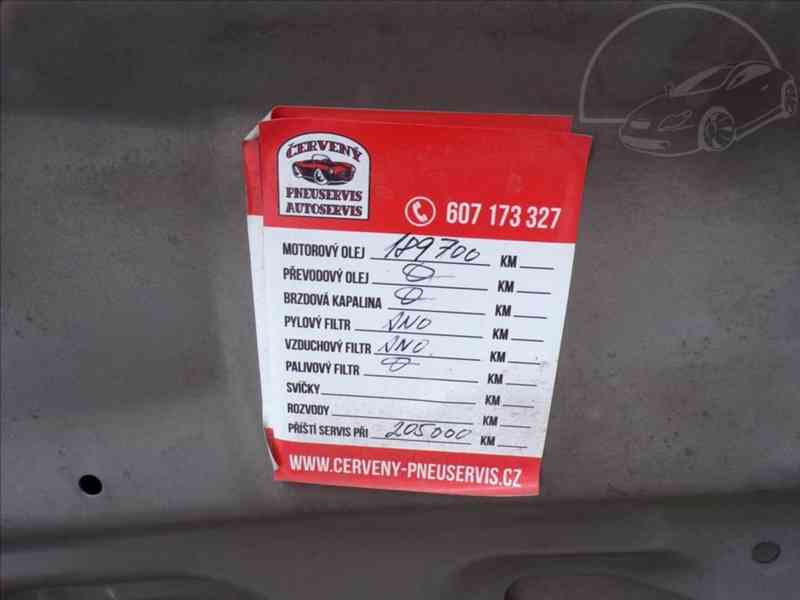 ČERVENÝ
PNEUSERVIS
AUTOSERVIS
607 173 327
MOTOROVÝ OLEJ 189700 KM
PŘEVODOVÝ OLEJ KM
BRZDOVÁ KAPALINA KM
PYLOVÝ FILTR ANO KM
VZDUCHOVÝ FILTR ANO KM
PALIVOVÝ FILTR KM
SVÍČKY KM
ROZVODY KM
PŘÍŠTÍ SERVIS PŘI 205000 KM
WWW.CERVENY-PNEUSERVIS.CZ